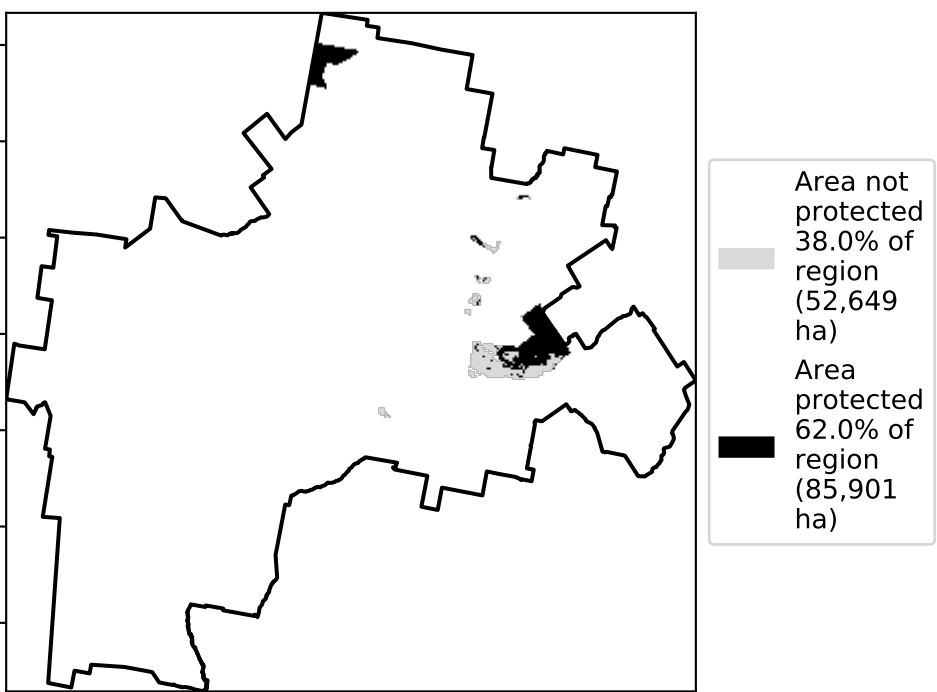 Area not
protected
38.0% of
region
(52,649
ha)
Area
protected
62.0% of
region
(85,901
ha)